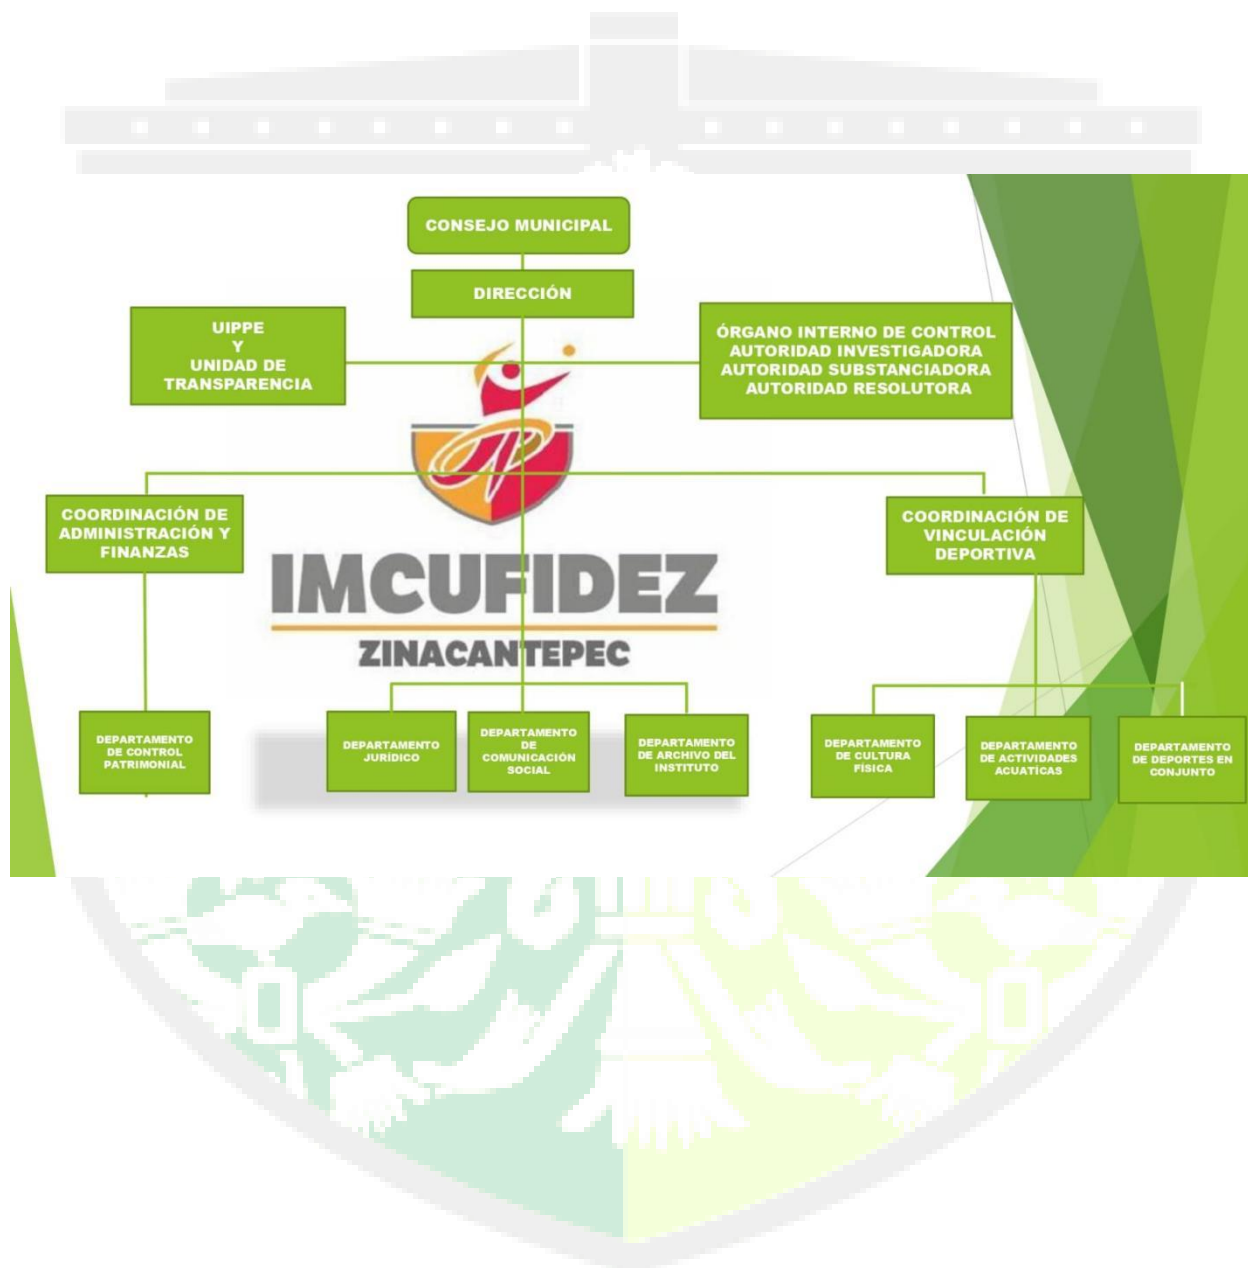 CONSEJO MUNICIPAL
DIRECCIÓN
UIPPE
Y
UNIDAD DE
TRANSPARENCIA
ÓRGANO INTERNO DE CONTROL
AUTORIDAD INVESTIGADORA
AUTORIDAD SUBSTANCIADORA
AUTORIDAD RESOLUTORA
COORDINACIÓN DE
ADMINISTRACIÓN Y
FINANZAS
COORDINACIÓN DE
VINCULACIÓN
DEPORTIVA
IMCUFIDEZ
ZINACANTEPEC
DEPARTAMENTO
DE CONTROL
PATRIMONIAL
DEPARTAMENTO
JURÍDICO
DEPARTAMENTO
DE
COMUNICACIÓN
SOCIAL
DEPARTAMENTO
DE ARCHIVO DEL
INSTITUTO
DEPARTAMENTO
DE CULTURA
FÍSICA
DEPARTAMENTO
DE ACTIVIDADES
ACUATÍCAS
DEPARTAMENTO
DE DEPORTES EN
CONJUNTO